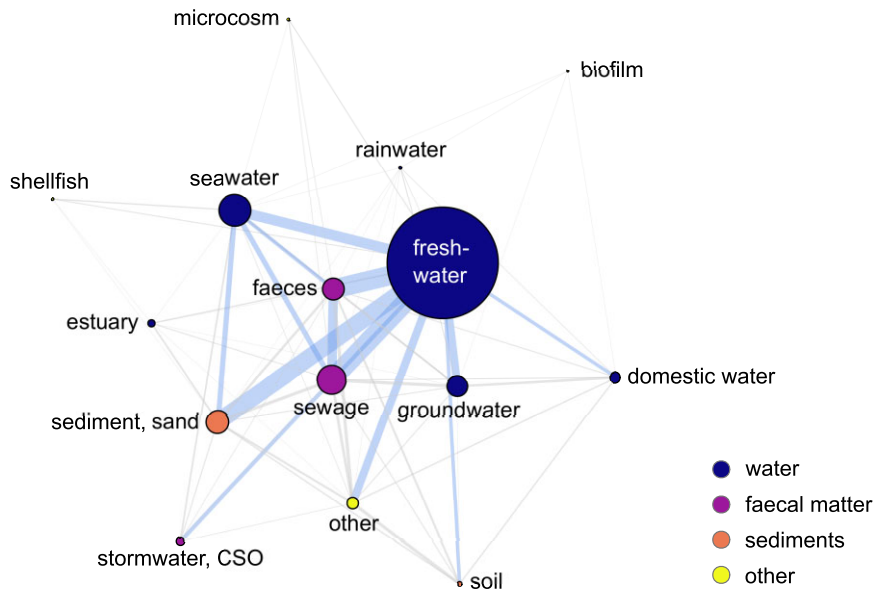 microcosm
biofilm
rainwater
seawater
shellfish
fresh-
water
faeces
estuary
domestic water
sewage
groundwater
sediment, sand
water
faecal matter
other
sediments
stormwater, CSO
soil
other